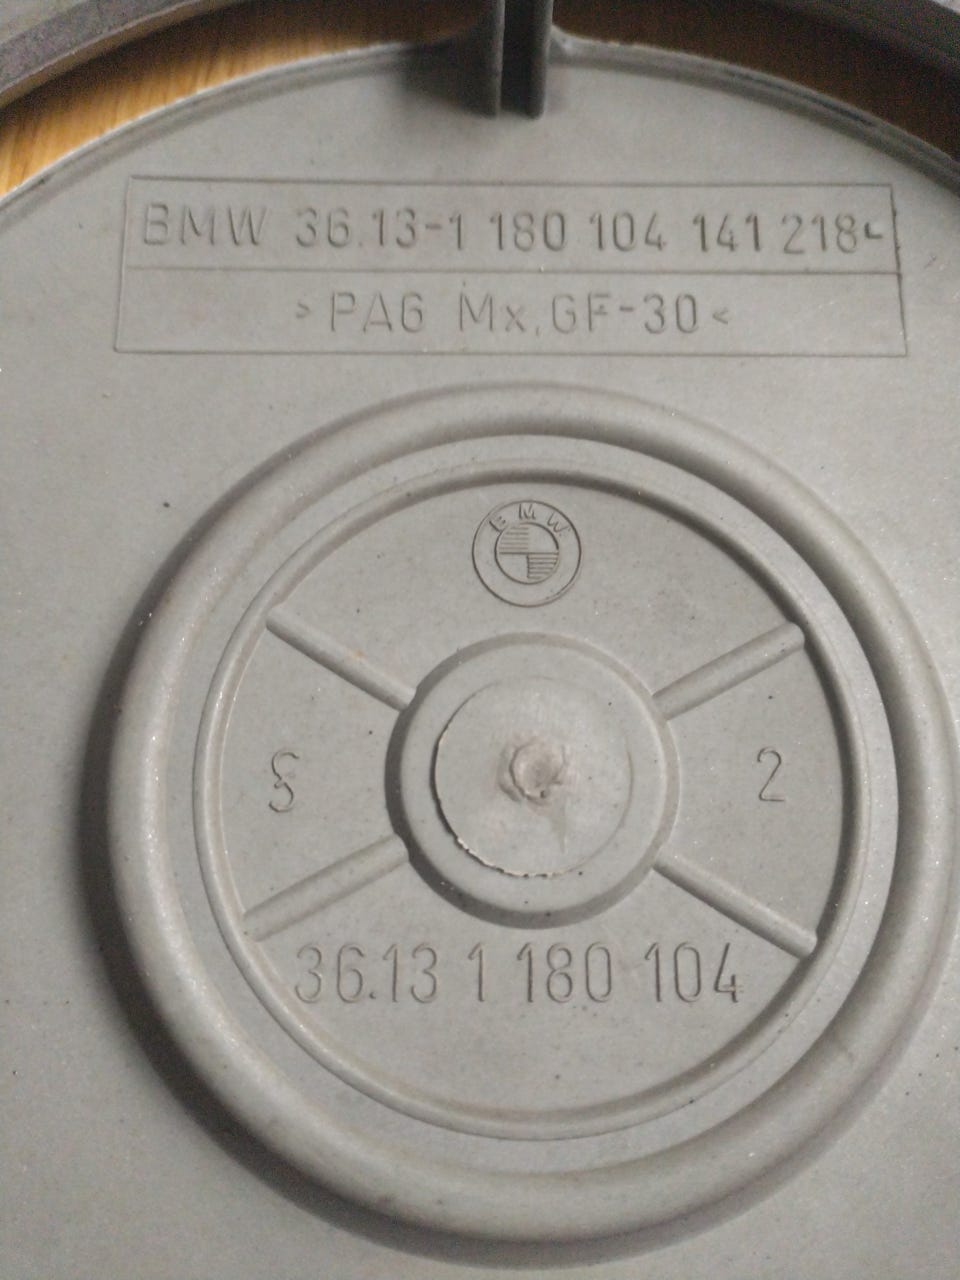 BMW 36.13-1 180 104 141 218
>PA6 Mx,GF-30<
BMW
2
36.13 1 180 104